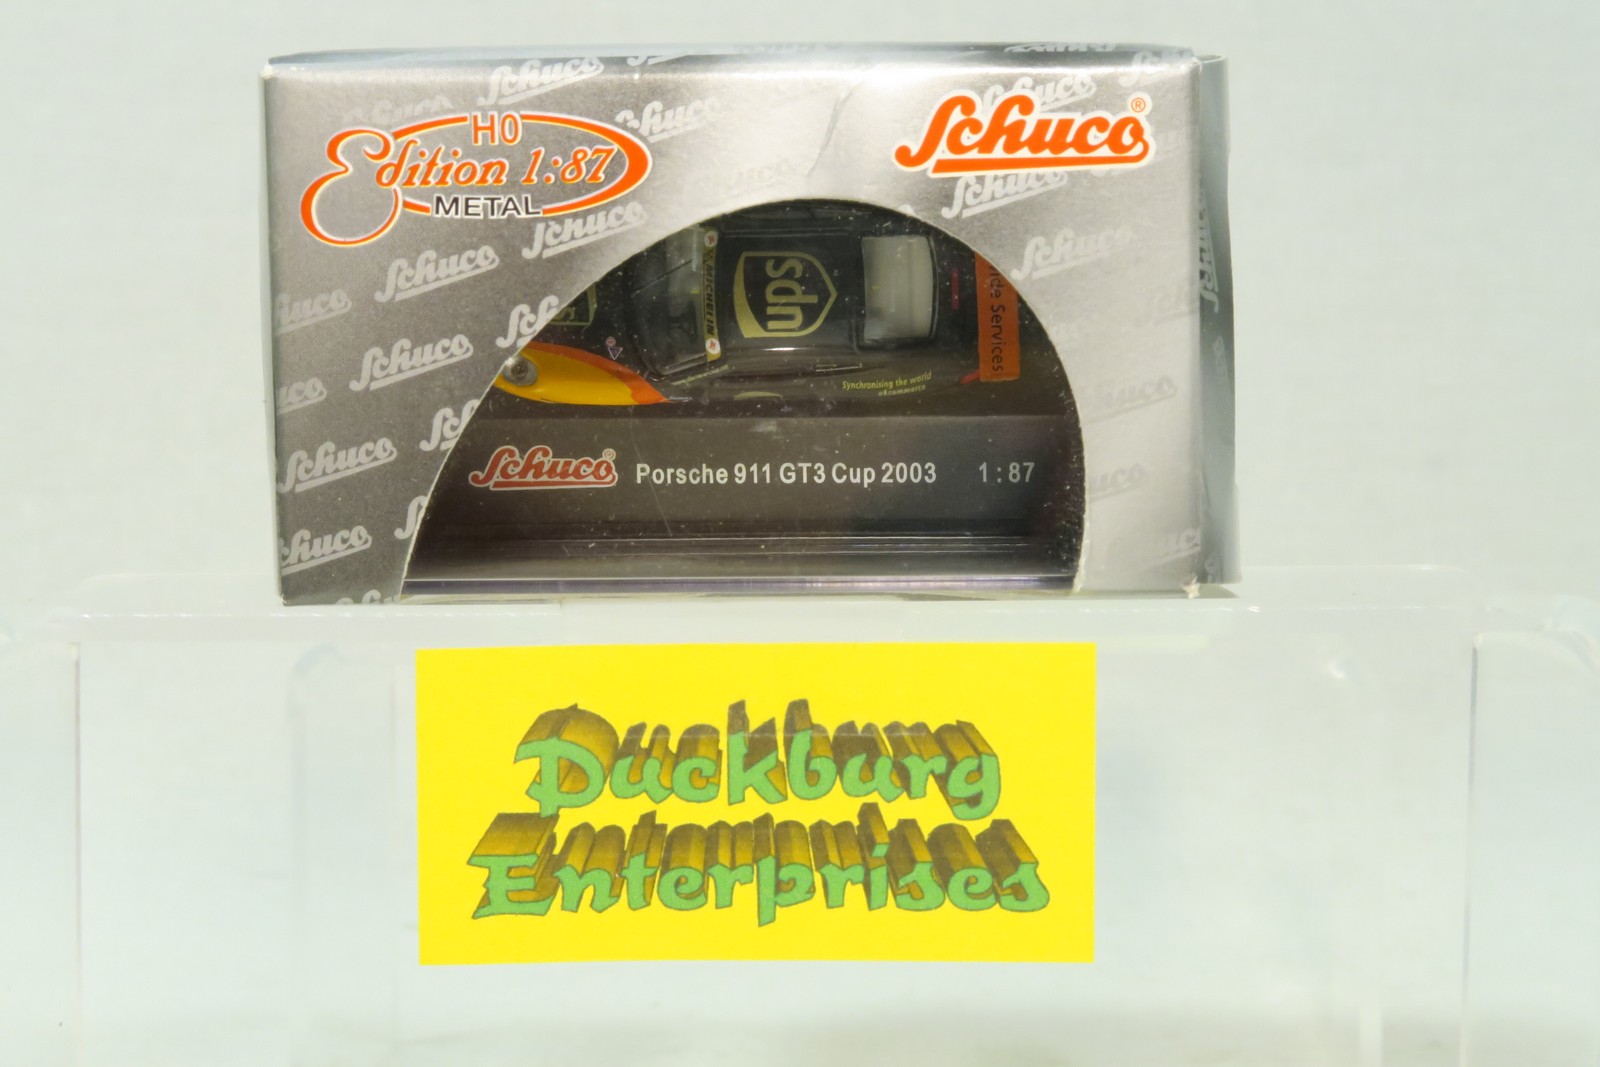 H0
Edition 1:87
METAL
Schuco®
ups
MICHELIN
Synchronising the world
of commerce
Services
Schuco® Porsche 911 GT3 Cup 2003 1:87
Duckburg
Enterprises